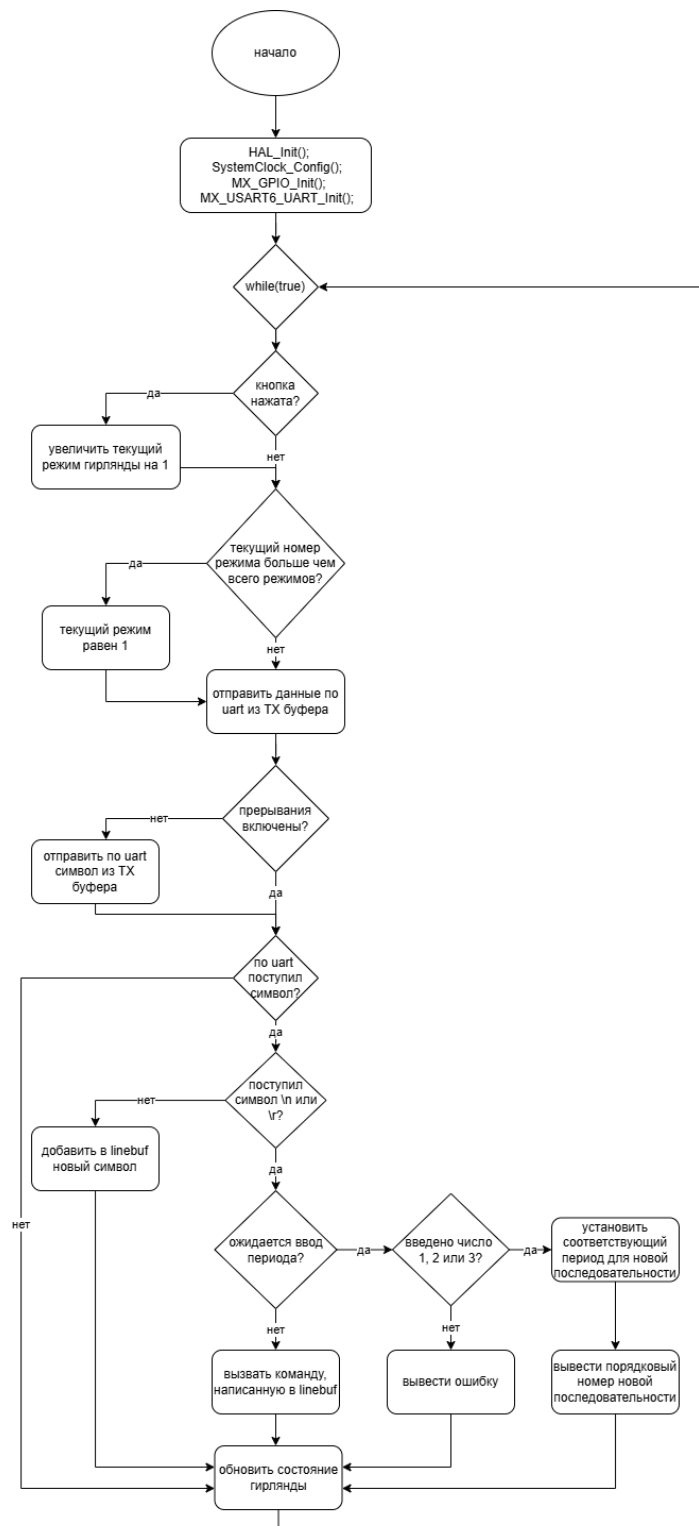 начало
HAL_Init();
SystemClock_Config();
MX_GPIO_Init();
MX_USART6_UART_Init();
while(true)
кнопка
нажата?
да
увеличить текущий
режим гирлянды на 1
нет
текущий номер
режима больше чем
всего режимов?
да
текущий режим
равен 1
нет
отправить данные по
uart из TX буфера
прерывания
включены?
нет
отправить по uart
символ из TX
буфера
да
по uart
поступил
символ?
да
поступил
символ \n или
\r?
нет
добавить в linebuf
новый символ
да
нет
ожидается ввод
периода?
да
введено число
1, 2 или 3?
да
установить
соответствующий
период для новой
последовательности
нет
нет
вызвать команду,
написанную в linebuf
вывести ошибку
вывести порядковый
номер новой
последовательности
обновить состояние
гирлянды